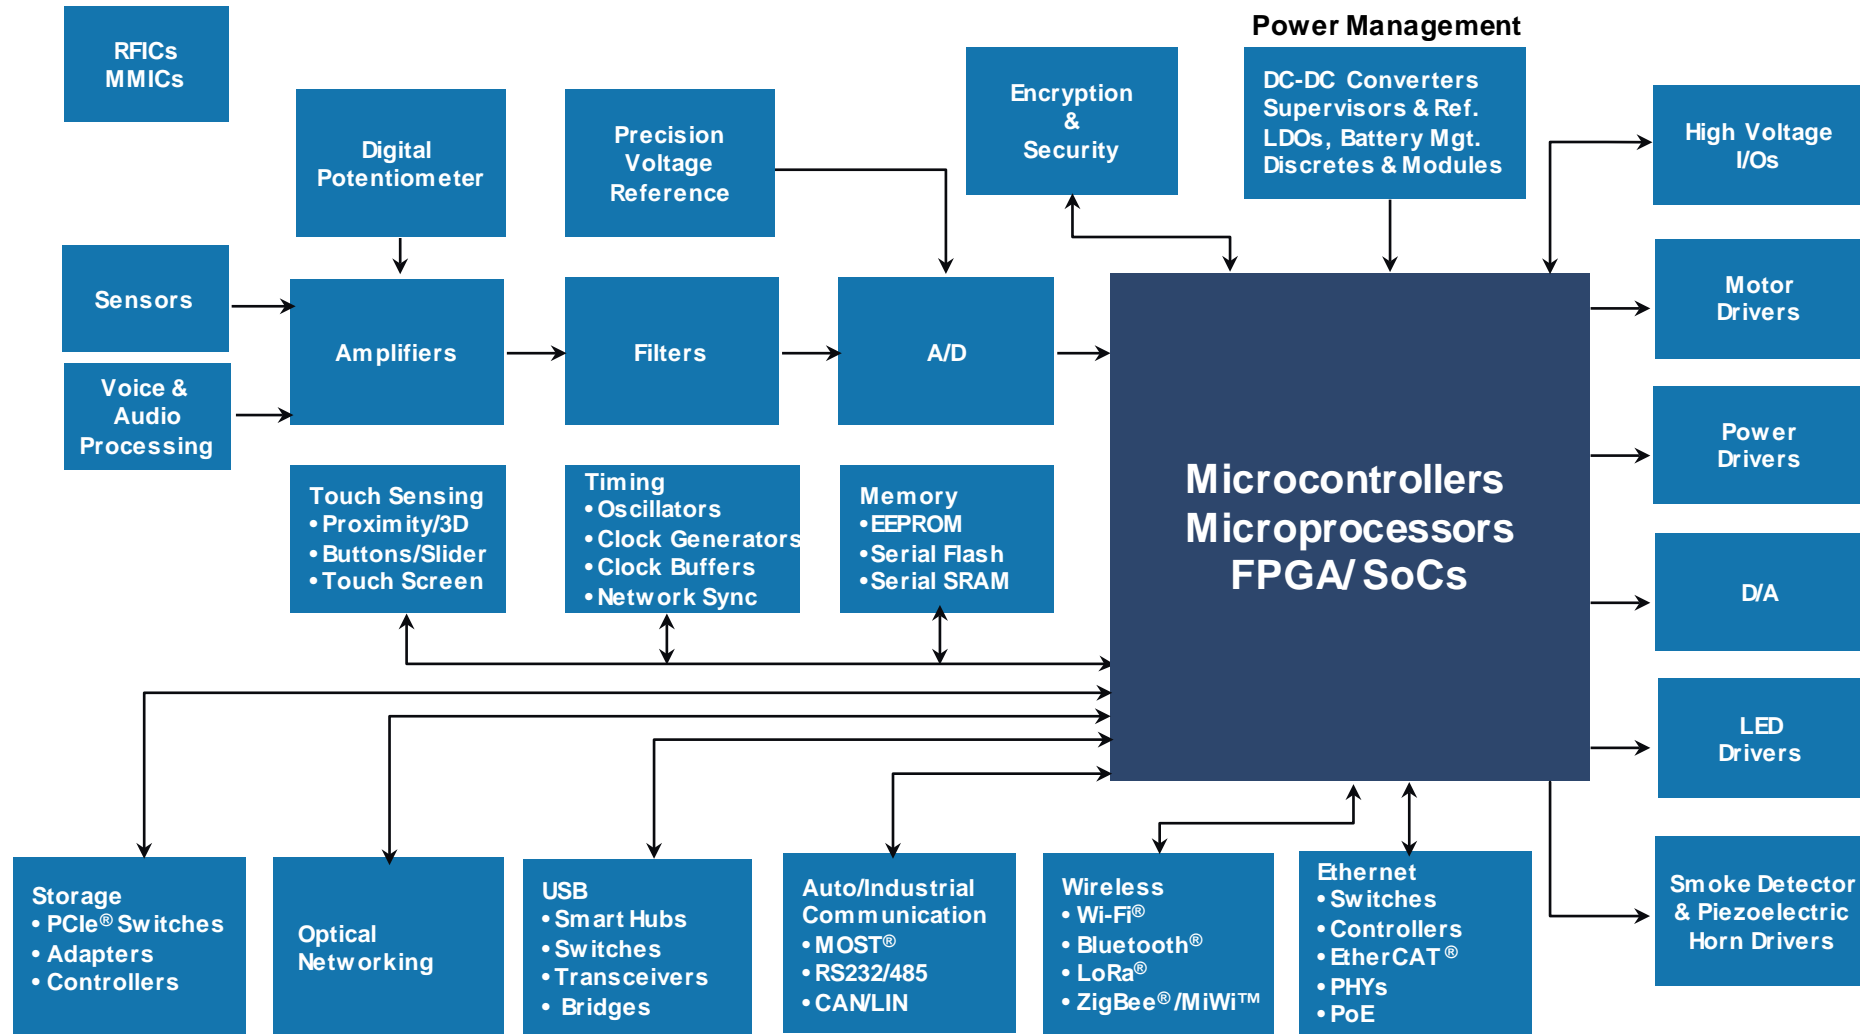 Power Management
RFICs
MMICs
Digital
Potentiometer
Precision
Voltage
Reference
Encryption
&
Security
DC-DC Converters
Supervisors & Ref.
LDOs, Battery Mgt.
Discretes & Modules
High Voltage
I/Os
Sensors
Voice &
Audio
Processing
Amplifiers
Filters
A/D
Microcontrollers
Microprocessors
FPGA/ SoCs
Motor
Drivers
Power
Drivers
D/A
LED
Drivers
Smoke Detector
& Piezoelectric
Horn Drivers
Touch Sensing
• Proximity/3D
• Buttons/Slider
• Touch Screen
Timing
• Oscillators
• Clock Generators
• Clock Buffers
• Network Sync
Memory
• EEPROM
• Serial Flash
• Serial SRAM
Storage
• PCIe® Switches
• Adapters
• Controllers
Optical
Networking
USB
• Smart Hubs
• Switches
• Transceivers
• Bridges
Auto/Industrial
Communication
• MOST®
• RS232/485
• CAN/LIN
Wireless
• Wi-Fi®
• Bluetooth®
• LoRa®
• ZigBee®/MiWi™
Ethernet
• Switches
• Controllers
• EtherCAT®
• PHYs
• PoE